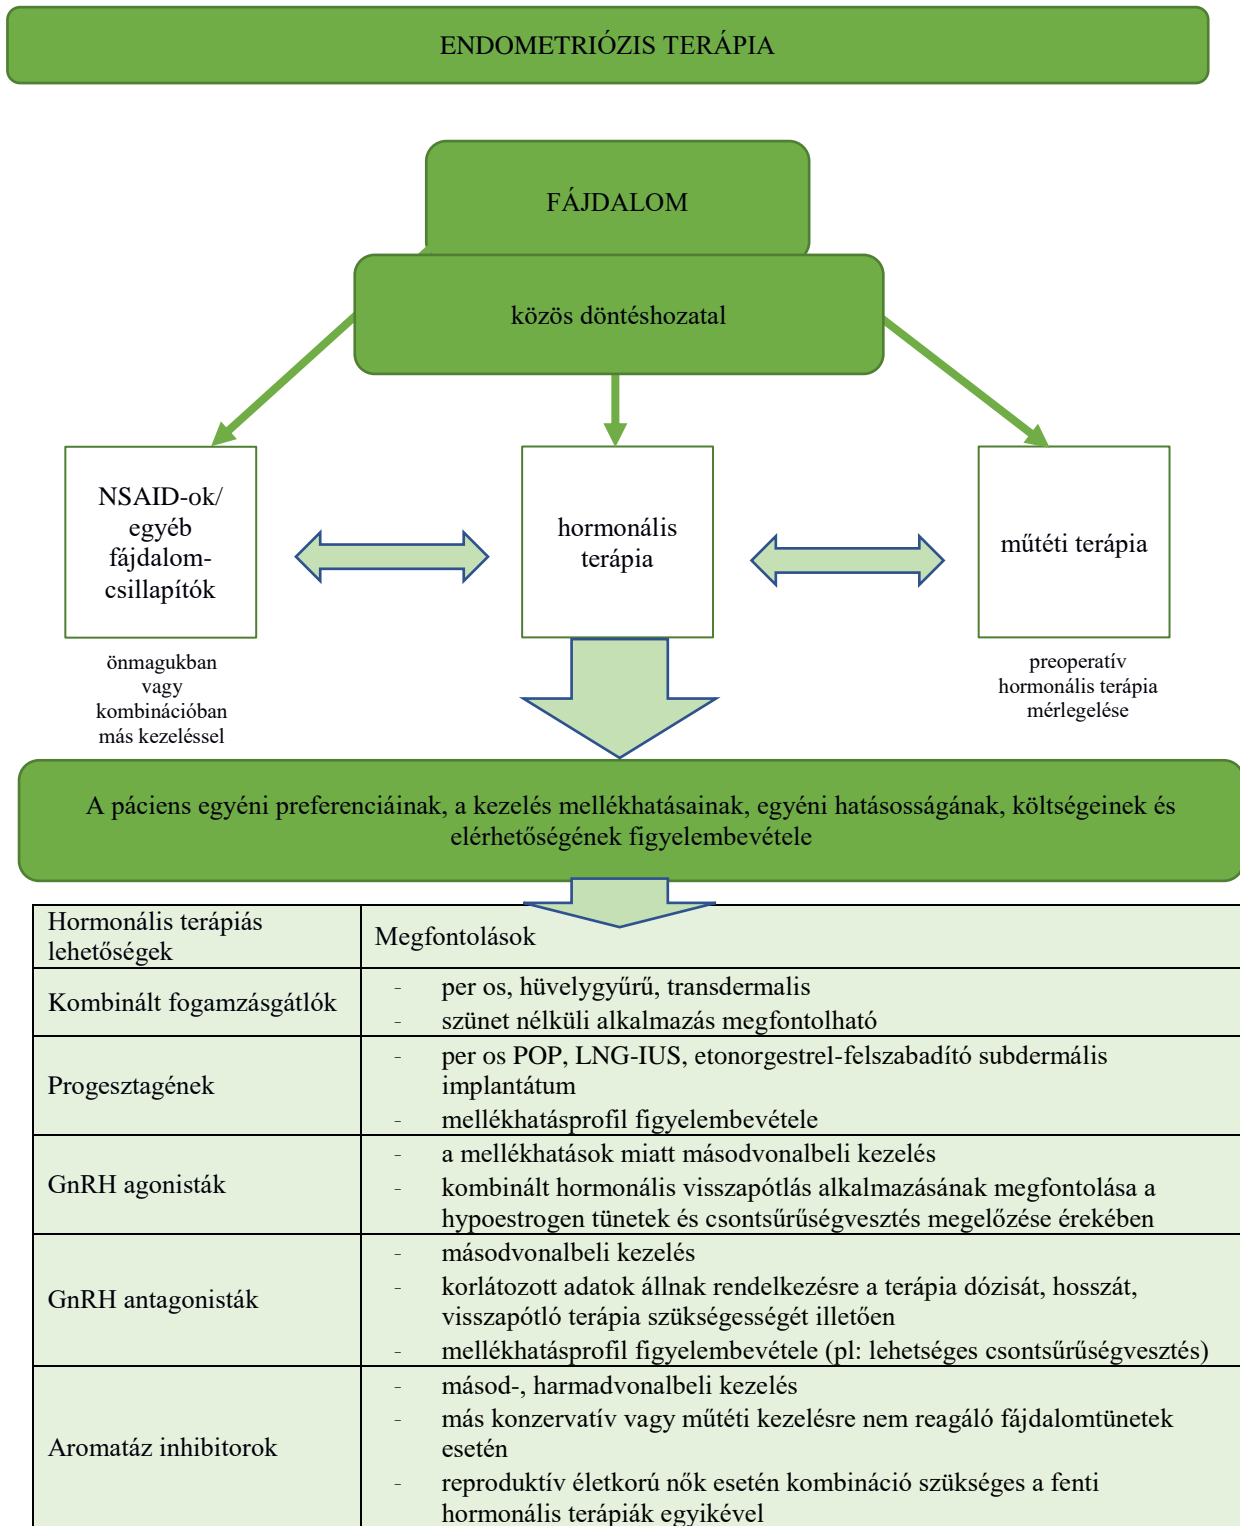 ENDOMETRIÓZIS TERÁPIA
FÁJDALOM
közös döntéshozatal
NSAID-ok/
egyéb
fájdalom-
csillapítók
hormonális
terápia
műtéti terápia
önmagukban
vagy
kombinációban
más kezeléssel
preoperatív
hormonális terápia
mérlegelése
A páciens egyéni preferenciáinak, a kezelés mellékhatásainak, egyéni hatásosságának, költségeinek és
elérhetőségének figyelembevétele
Hormonális terápiás
lehetőségek
Megfontolások
Kombinált fogamzásgátlók
- per os, hüvelygyűrű, transdermalis
- szünet nélküli alkalmazás megfontolható
Progesztagének
- per os POP, LNG-IUS, etonorgestrel-felszabadító subdermális
implantátum
- mellékhatásprofil figyelembevétele
GnRH agonisták
- a mellékhatások miatt másodvonalbeli kezelés
- kombinált hormonális visszapótlás alkalmazásának megfontolása a
hypoestrogen tünetek és csontsűrűségvesztés megelőzése érekében
GnRH antagonisták
- másodvonalbeli kezelés
- korlátozott adatok állnak rendelkezésre a terápia dózisát, hosszát,
visszapótló terápia szükségességét illetően
- mellékhatásprofil figyelembevétele (pl: lehetséges csontsűrűségvesztés)
Aromatáz inhibitorok
- másod-, harmadvonalbeli kezelés
- más konzervatív vagy műtéti kezelésre nem reagáló fájdalomtünetek
esetén
- reproduktív életkorú nők esetén kombináció szükséges a fenti
hormonális terápiák egyikével